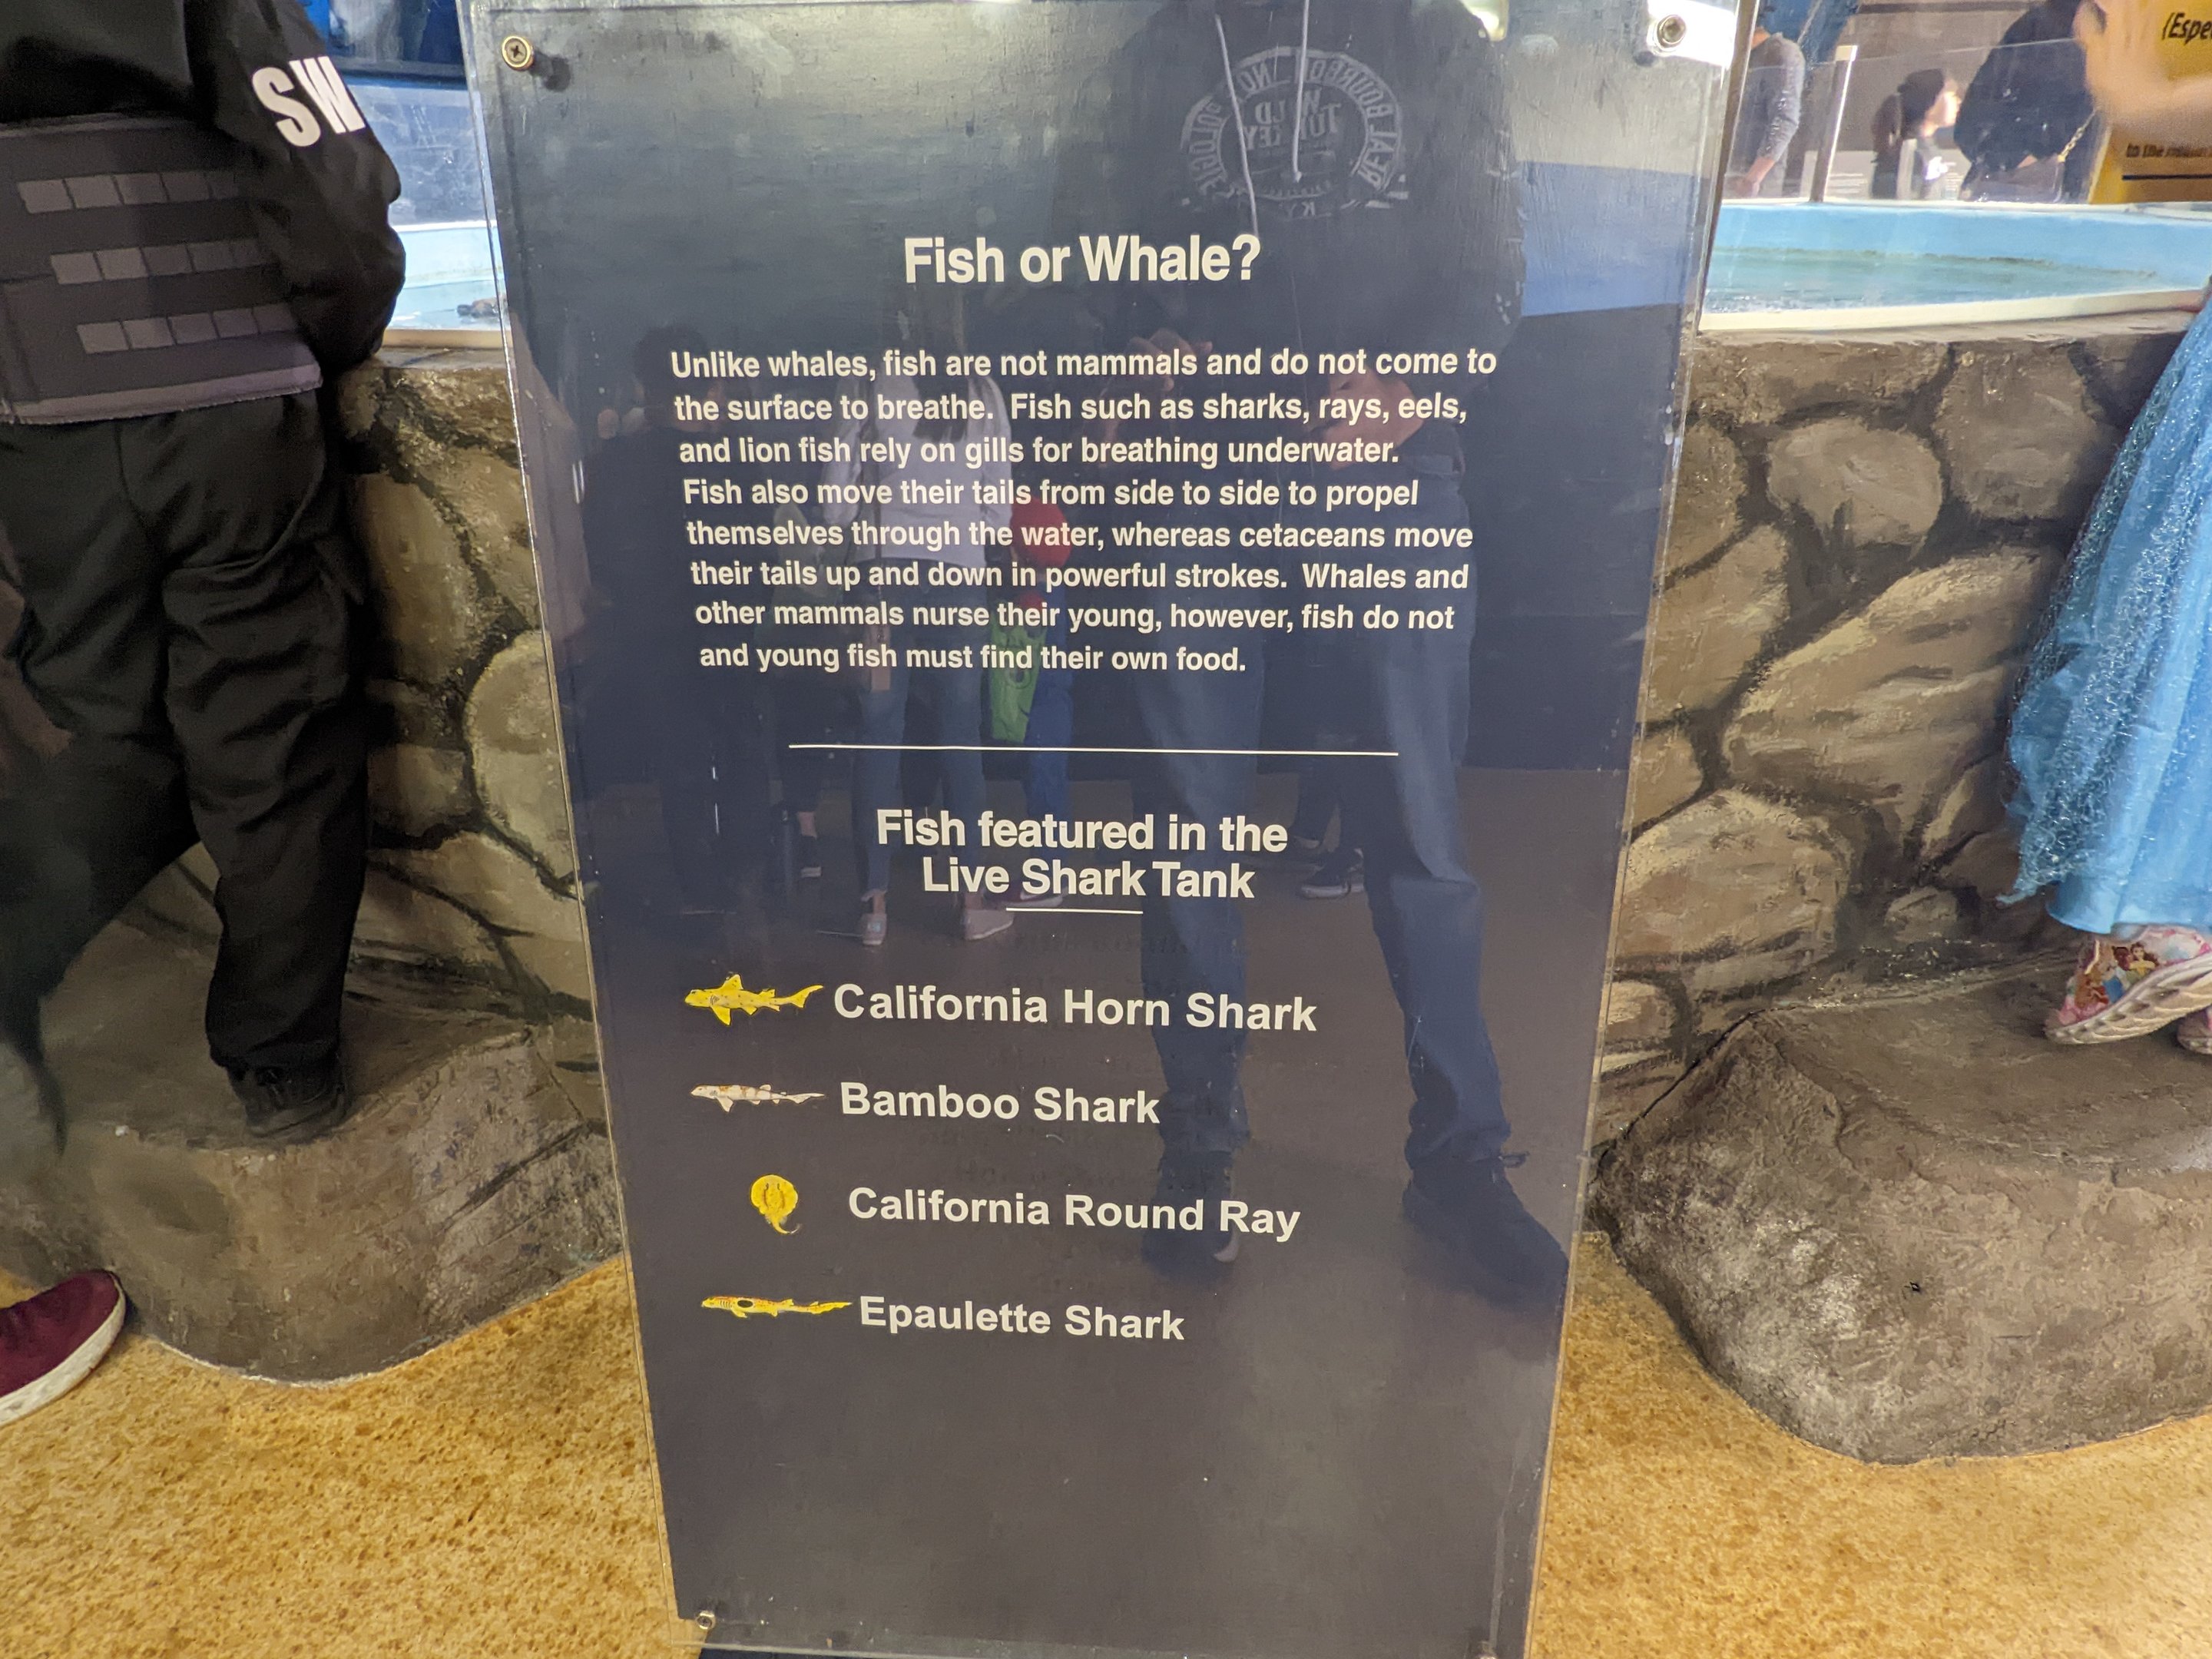 SW
(Espe
to the
Fish or Whale?
Unlike whales, fish are not mammals and do not come to
the surface to breathe. Fish such as sharks, rays, eels,
and lion fish rely on gills for breathing underwater.
Fish also move their tails from side to side to propel
themselves through the water, whereas cetaceans move
their tails up and down in powerful strokes. Whales and
other mammals nurse their young, however, fish do not
and young fish must find their own food.
Fish featured in the
Live Shark Tank
California Horn Shark
Bamboo Shark
California Round Ray
Epaulette Shark